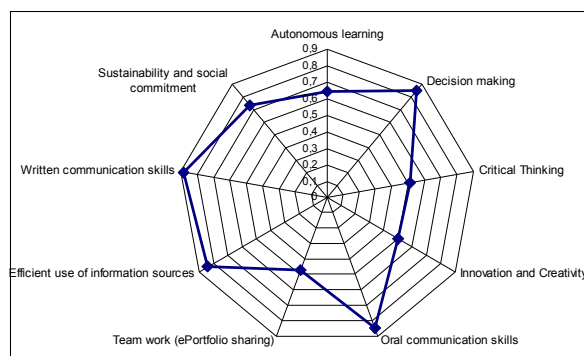 Autonomous learning
0,9
0,8
0,7
0,6
0,5
0,4
0,3
0,2
0,1
0
Decision making
Critical Thinking
Innovation and Creativity
Oral communication skills
Team work (ePortfolio sharing)
Efficient use of information sources
Written communication skills
Sustainability and social
commitment